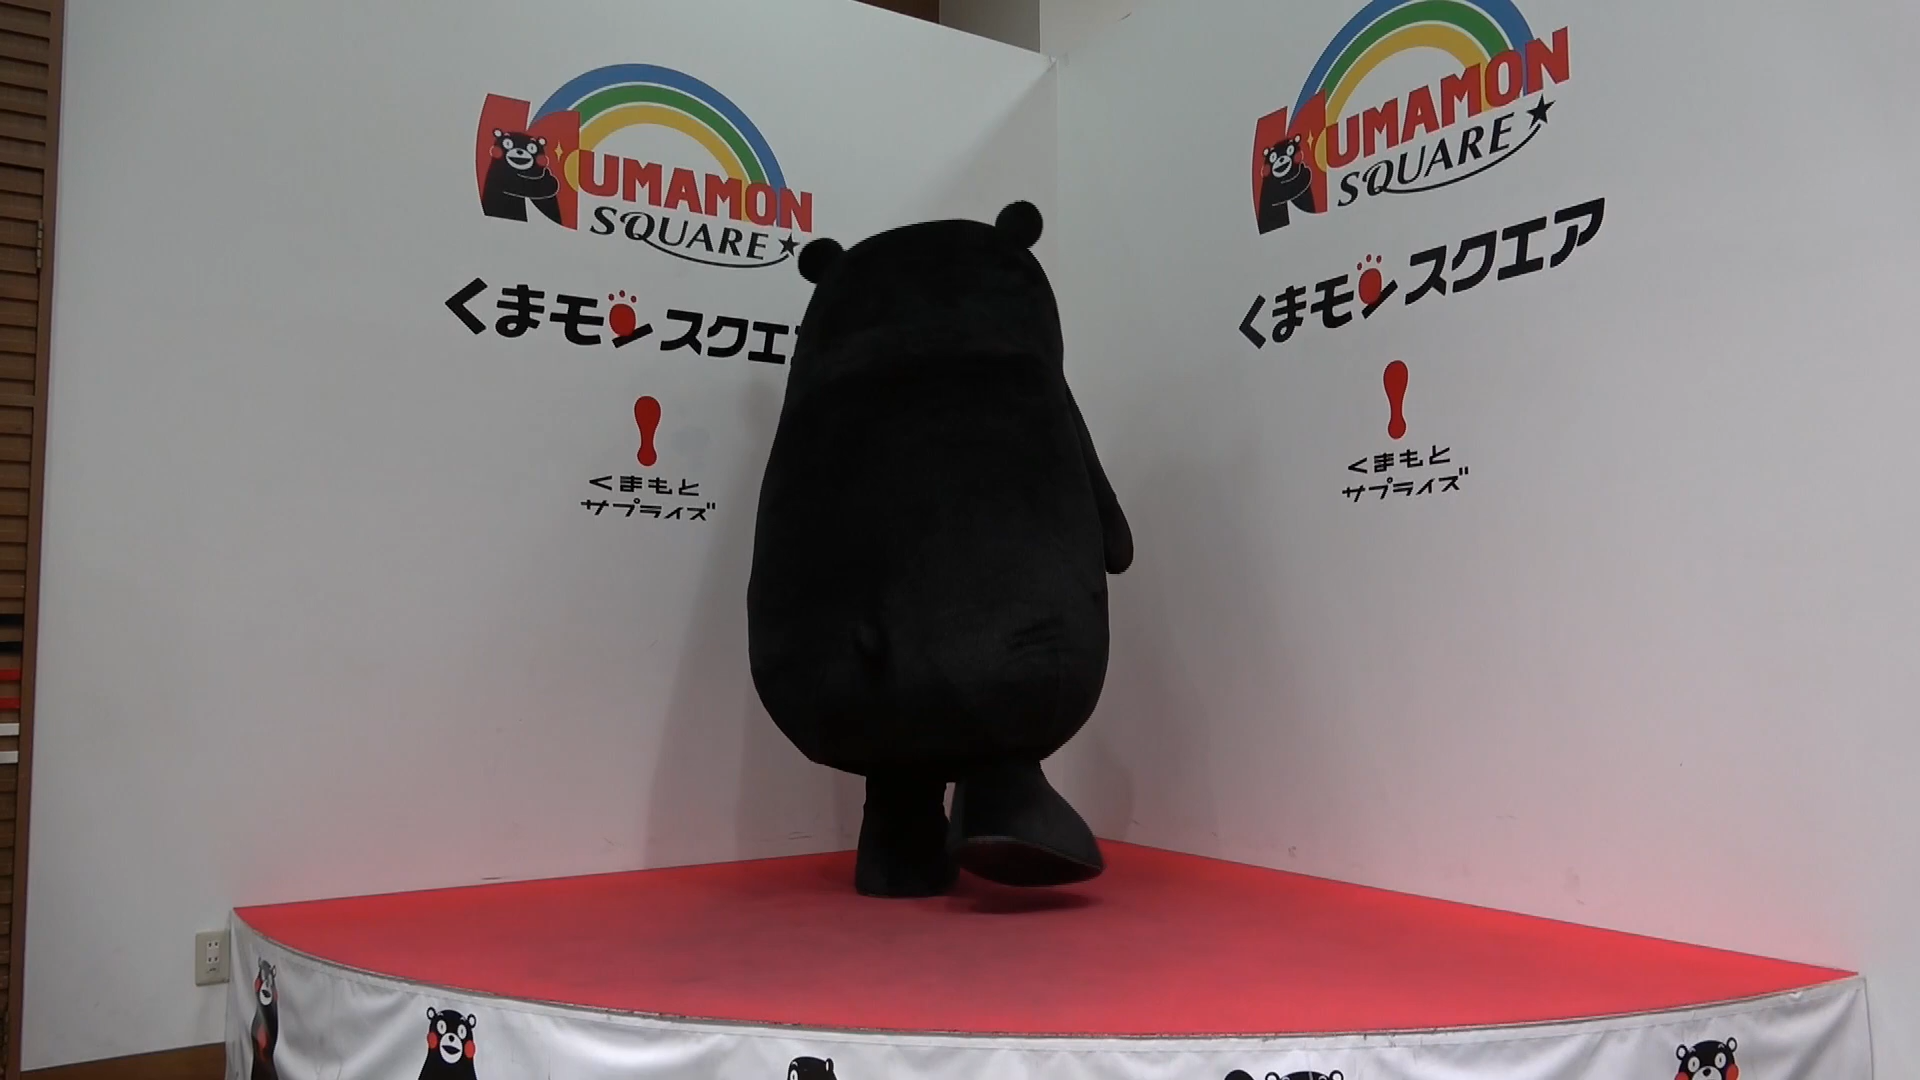 KUMAMON
SQUARE
くまモンスクエ
くまもと
サプライズ
KUMAMON
SQUARE
くまモンスクエア
くまもと
サプライズ